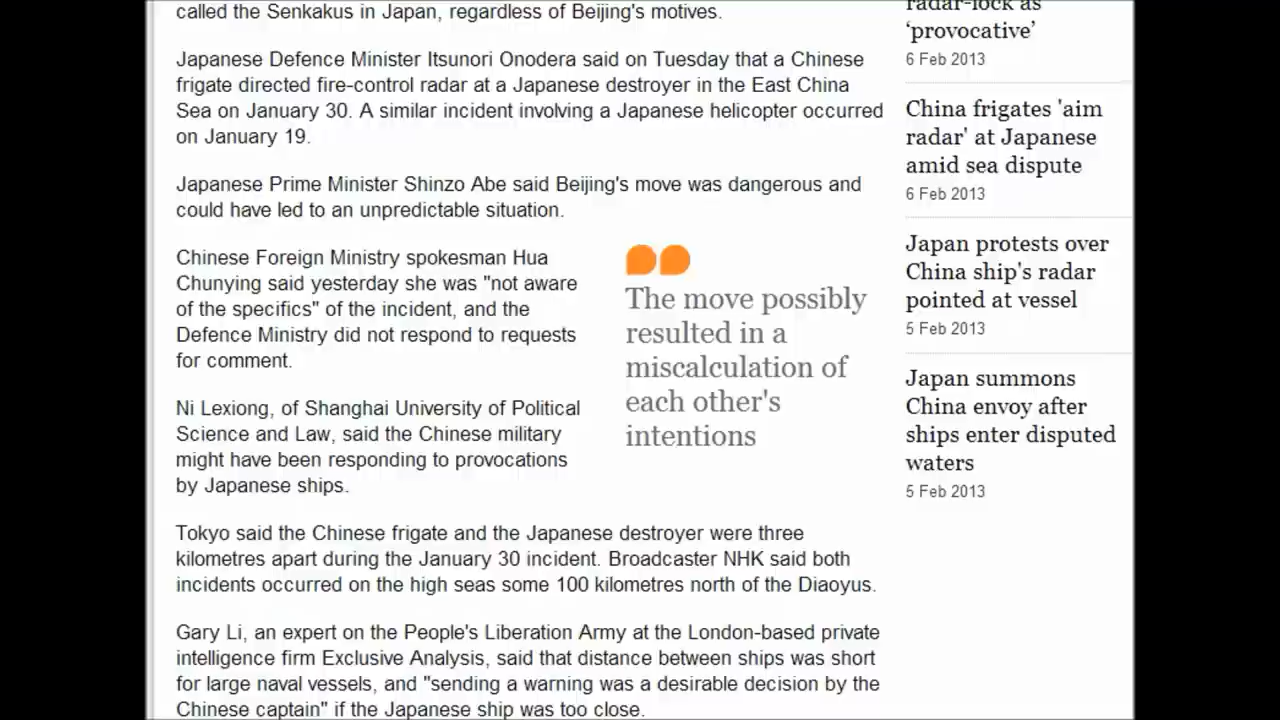 called the Senkakus in Japan, regardless of Beijing's motives.
Japanese Defence Minister Itsunori Onodera said on Tuesday that a Chinese
frigate directed fire-control radar at a Japanese destroyer in the East China
Sea on January 30. A similar incident involving a Japanese helicopter occurred
on January 19.
Japanese Prime Minister Shinzo Abe said Beijing's move was dangerous and
could have led to an unpredictable situation.
Chinese Foreign Ministry spokesman Hua
Chunying said yesterday she was "not aware
of the specifics" of the incident, and the
Defence Ministry did not respond to requests
for comment.
The move possibly
resulted in a
miscalculation of
each other's
intentions
Ni Lexiong, of Shanghai University of Political
Science and Law, said the Chinese military
might have been responding to provocations
by Japanese ships.
Tokyo said the Chinese frigate and the Japanese destroyer were three
kilometres apart during the January 30 incident. Broadcaster NHK said both
incidents occurred on the high seas some 100 kilometres north of the Diaoyus.
Gary Li, an expert on the People's Liberation Army at the London-based private
intelligence firm Exclusive Analysis, said that distance between ships was short
for large naval vessels, and "sending a warning was a desirable decision by the
Chinese captain" if the Japanese ship was too close.
radar-lock as
‘provocative’
6 Feb 2013
China frigates 'aim
radar' at Japanese
amid sea dispute
6 Feb 2013
Japan protests over
China ship's radar
pointed at vessel
5 Feb 2013
Japan summons
China envoy after
ships enter disputed
waters
5 Feb 2013